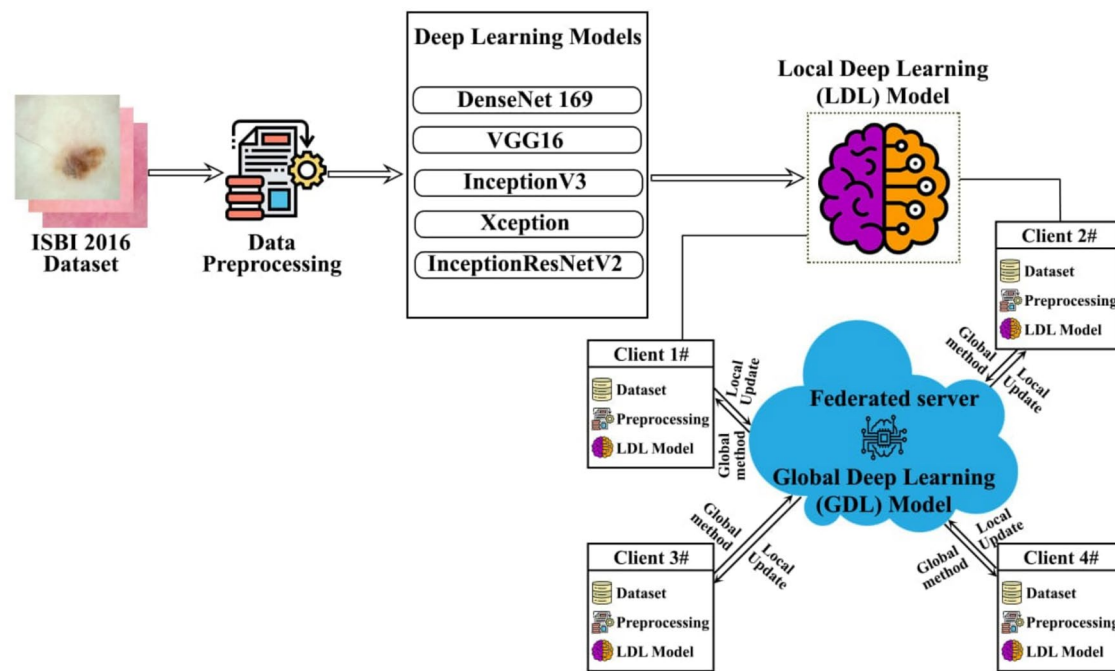 ISBI 2016
Dataset
Data
Preprocessing
Deep Learning Models
DenseNet 169
VGG16
InceptionV3
Xception
InceptionResNetV2
Local Deep Learning
(LDL) Model
Client 1#
Dataset
Preprocessing
LDL Model
Local
Update
Global
method
Client 2#
Dataset
Preprocessing
LDL Model
Global
method
Local
Update
Federated server
Global Deep Learning
(GDL) Model
Client 3#
Dataset
Preprocessing
LDL Model
Global
method
Local
Update
Client 4#
Dataset
Preprocessing
LDL Model
Local
Update
Global
method